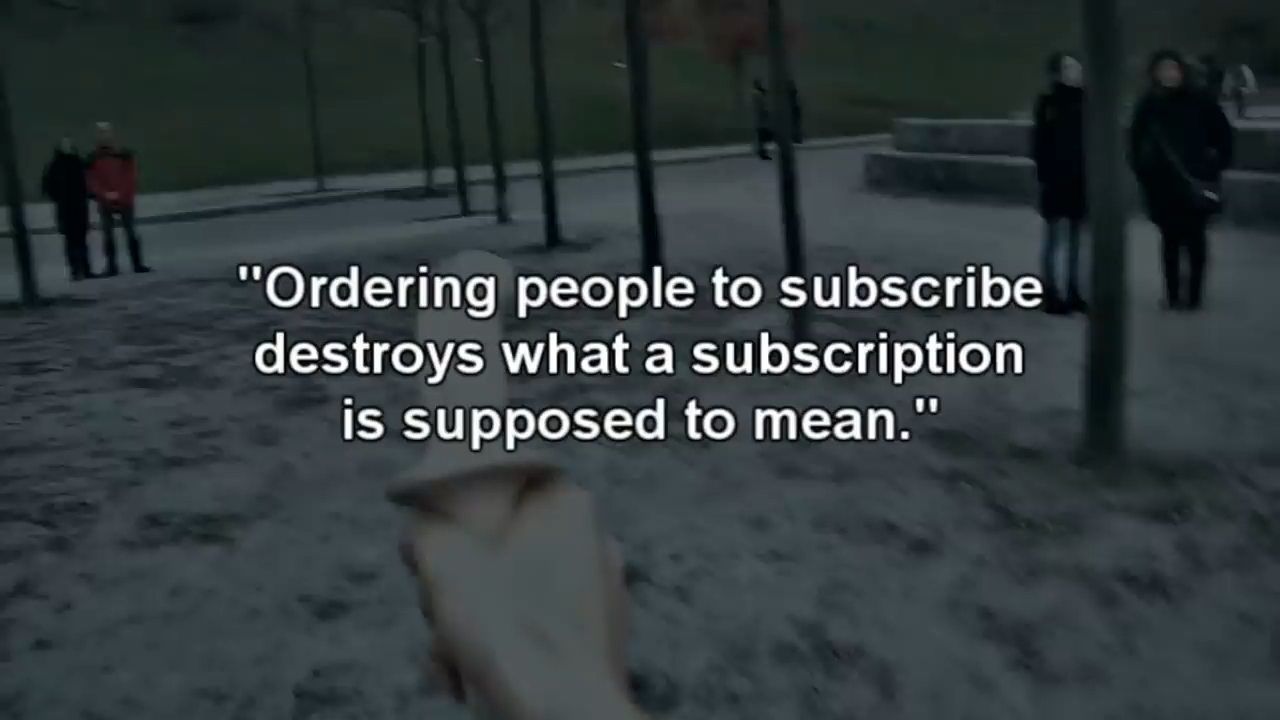 "Ordering people to subscribe
destroys what a subscription
is supposed to mean."